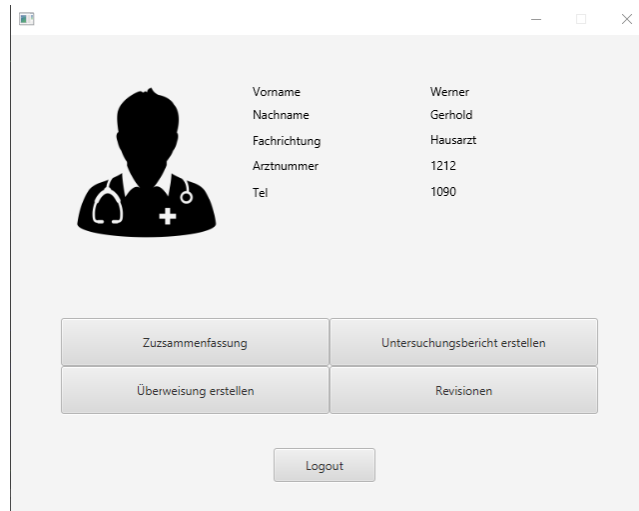 Vorname Werner
Nachname Gerhold
Fachrichtung Hausarzt
Arztnummer 1212
Tel 1090
Zuzsammenfassung Untersuchungsbericht erstellen
Überweisung erstellen Revisionen
Logout